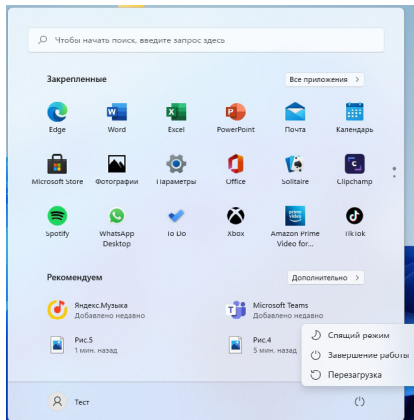 Чтобы начать поиск, введите запрос здесь
Закрепленные
Все приложения
Edge
Word
Excel
PowerPoint
Почта
Календарь
Microsoft Store
Фотографии
Параметры
Office
Solitaire
Clipchamp
Spotify
WhatsApp
Desktop
To Do
Xbox
prime video
Amazon Prime
Video for...
TikTok
Рекомендуем
Дополнительно
Яндекс.Музыка
Добавлено недавно
Microsoft Teams
Добавлено недавно
Рис.5
1 мин. назад
Рис.4
5 мин. назад
Спящий режим
Завершение работы
Перезагрузка
Тест